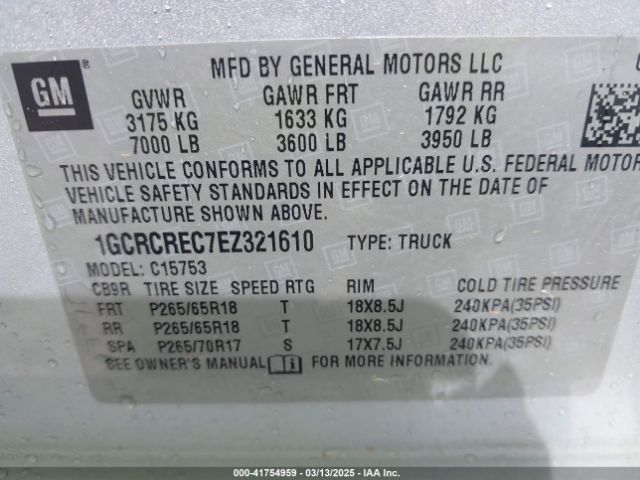 GM ®
MFD BY GENERAL MOTORS LLC
GVWR GAWR FRT GAWR RR
3175 KG 1633 KG 1792 KG
7000 LB 3600 LB 3950 LB
THIS VEHICLE CONFORMS TO ALL APPLICABLE U.S. FEDERAL MOTOR
VEHICLE SAFETY STANDARDS IN EFFECT ON THE DATE OF
MANUFACTURE SHOWN ABOVE.
1GCRCREC7EZ321610 TYPE: TRUCK
MODEL: C15753
CB9R TIRE SIZE SPEED RTG RIM COLD TIRE PRESSURE
FRT P265/65R18 T 18X8.5J 240KPA(35PSI)
RR P265/65R18 T 18X8.5J 240KPA(35PSI)
SPA P265/70R17 S 17X7.5J 240KPA(35PSI)
SEE OWNER'S MANUAL FOR MORE INFORMATION.
000-41754959 — 03/13/2025 — IAA Inc.